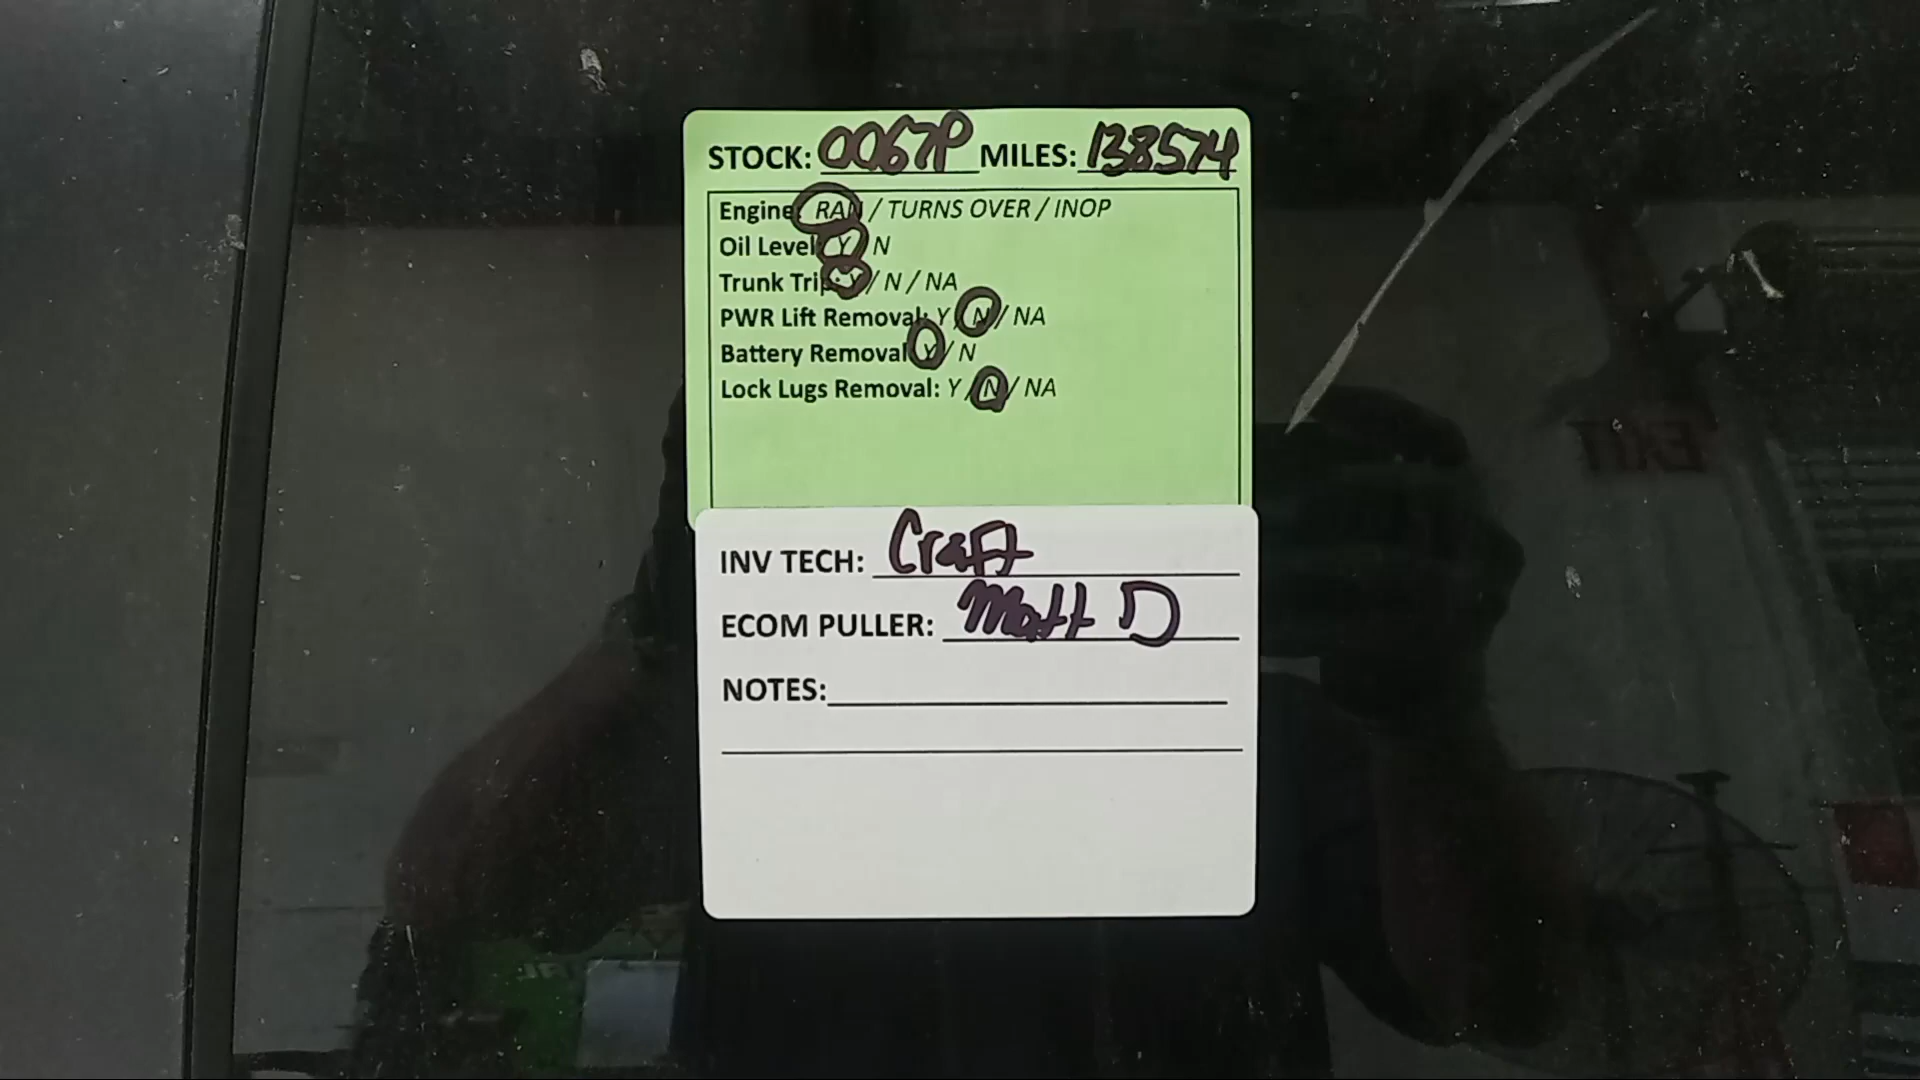 STOCK: 0067P MILES: 138574
Engine: RAN / TURNS OVER / INOP
Oil Level: Y / N
Trunk Trip: Y / N / NA
PWR Lift Removal: Y / N / NA
Battery Removal: Y / N
Lock Lugs Removal: Y / N / NA
INV TECH: Craft
ECOM PULLER: Matt D
NOTES:
EXIT